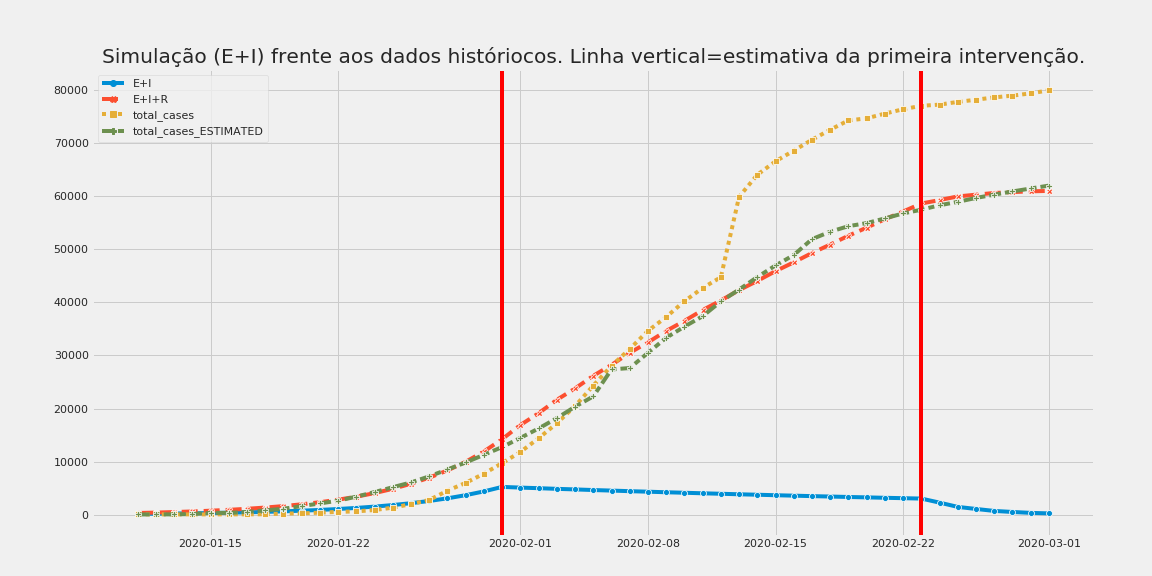 Simulação (E+I) frente aos dados históriocos. Linha vertical=estimativa da primeira intervenção.
E+I
E+I+R
total_cases
total_cases_ESTIMATED
80000
70000
60000
50000
40000
30000
20000
10000
0
2020-01-15 2020-01-22 2020-02-01 2020-02-08 2020-02-15 2020-02-22 2020-03-01